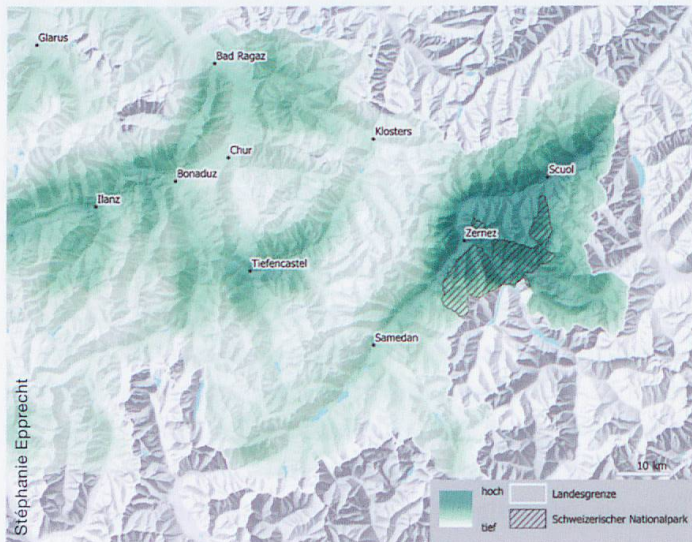 Glarus
Bad Ragaz
Klosters
Chur
Bonaduz
Scuol
Ilanz
Zernez
Tiefencastel
Samedan
Stéphanie Epprecht
10 km
hoch
Landesgrenze
tief
Schweizerischer Nationalpark